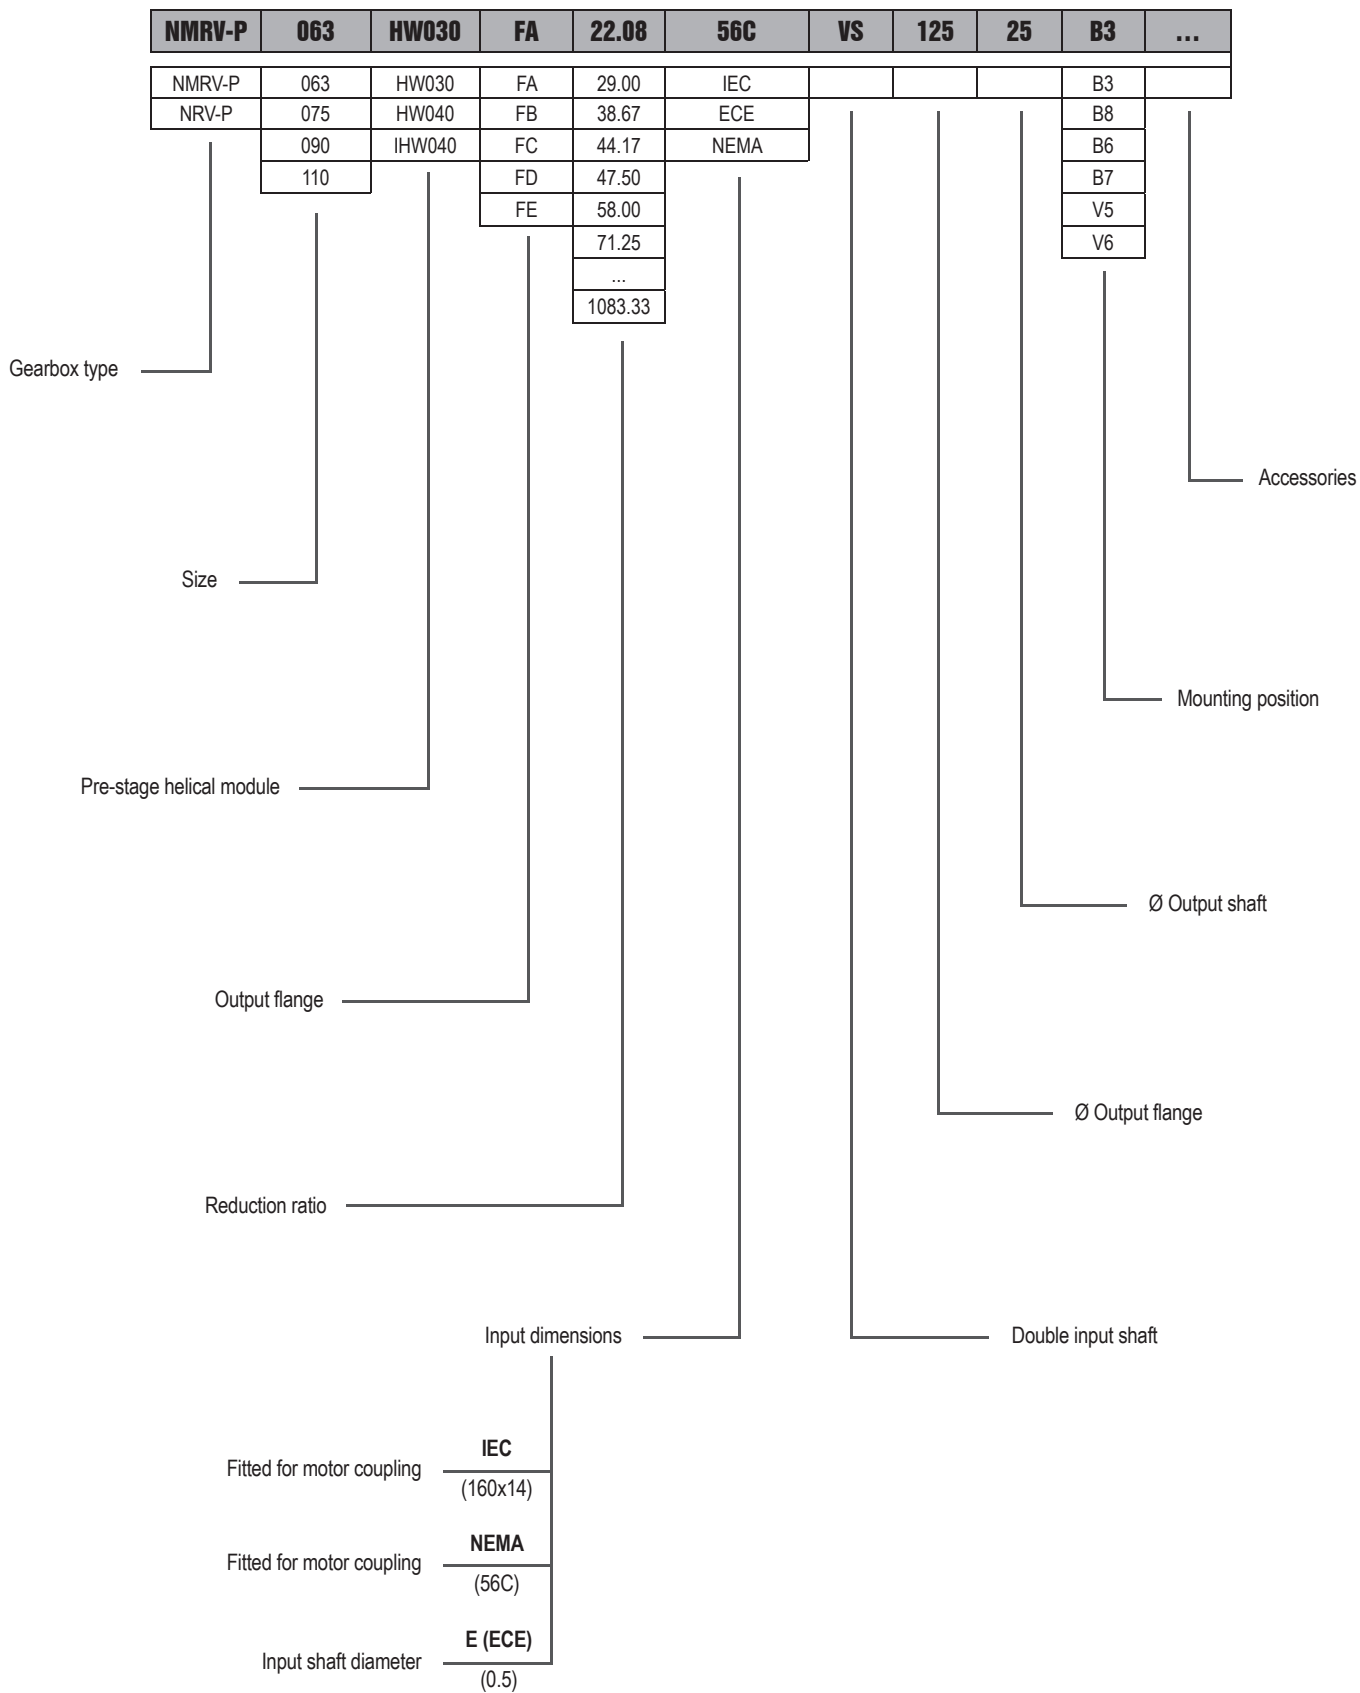 NMRV-P 063 HW030 FA 22.08 56C VS 125 25 B3 ...
NMRV-P 063 HW030 FA 29.00 IEC B3
NRV-P 075 HW040 FB 38.67 ECE B8
090 IHW040 FC 44.17 NEMA B6
110 FD 47.50 B7
FE 58.00 V5
71.25 V6
...
1083.33
Gearbox type
Accessories
Size
Mounting position
Pre-stage helical module
Ø Output shaft
Output flange
Ø Output flange
Reduction ratio
Input dimensions
Double input shaft
IEC
Fitted for motor coupling
(160x14)
NEMA
Fitted for motor coupling
(56C)
E (ECE)
Input shaft diameter
(0.5)